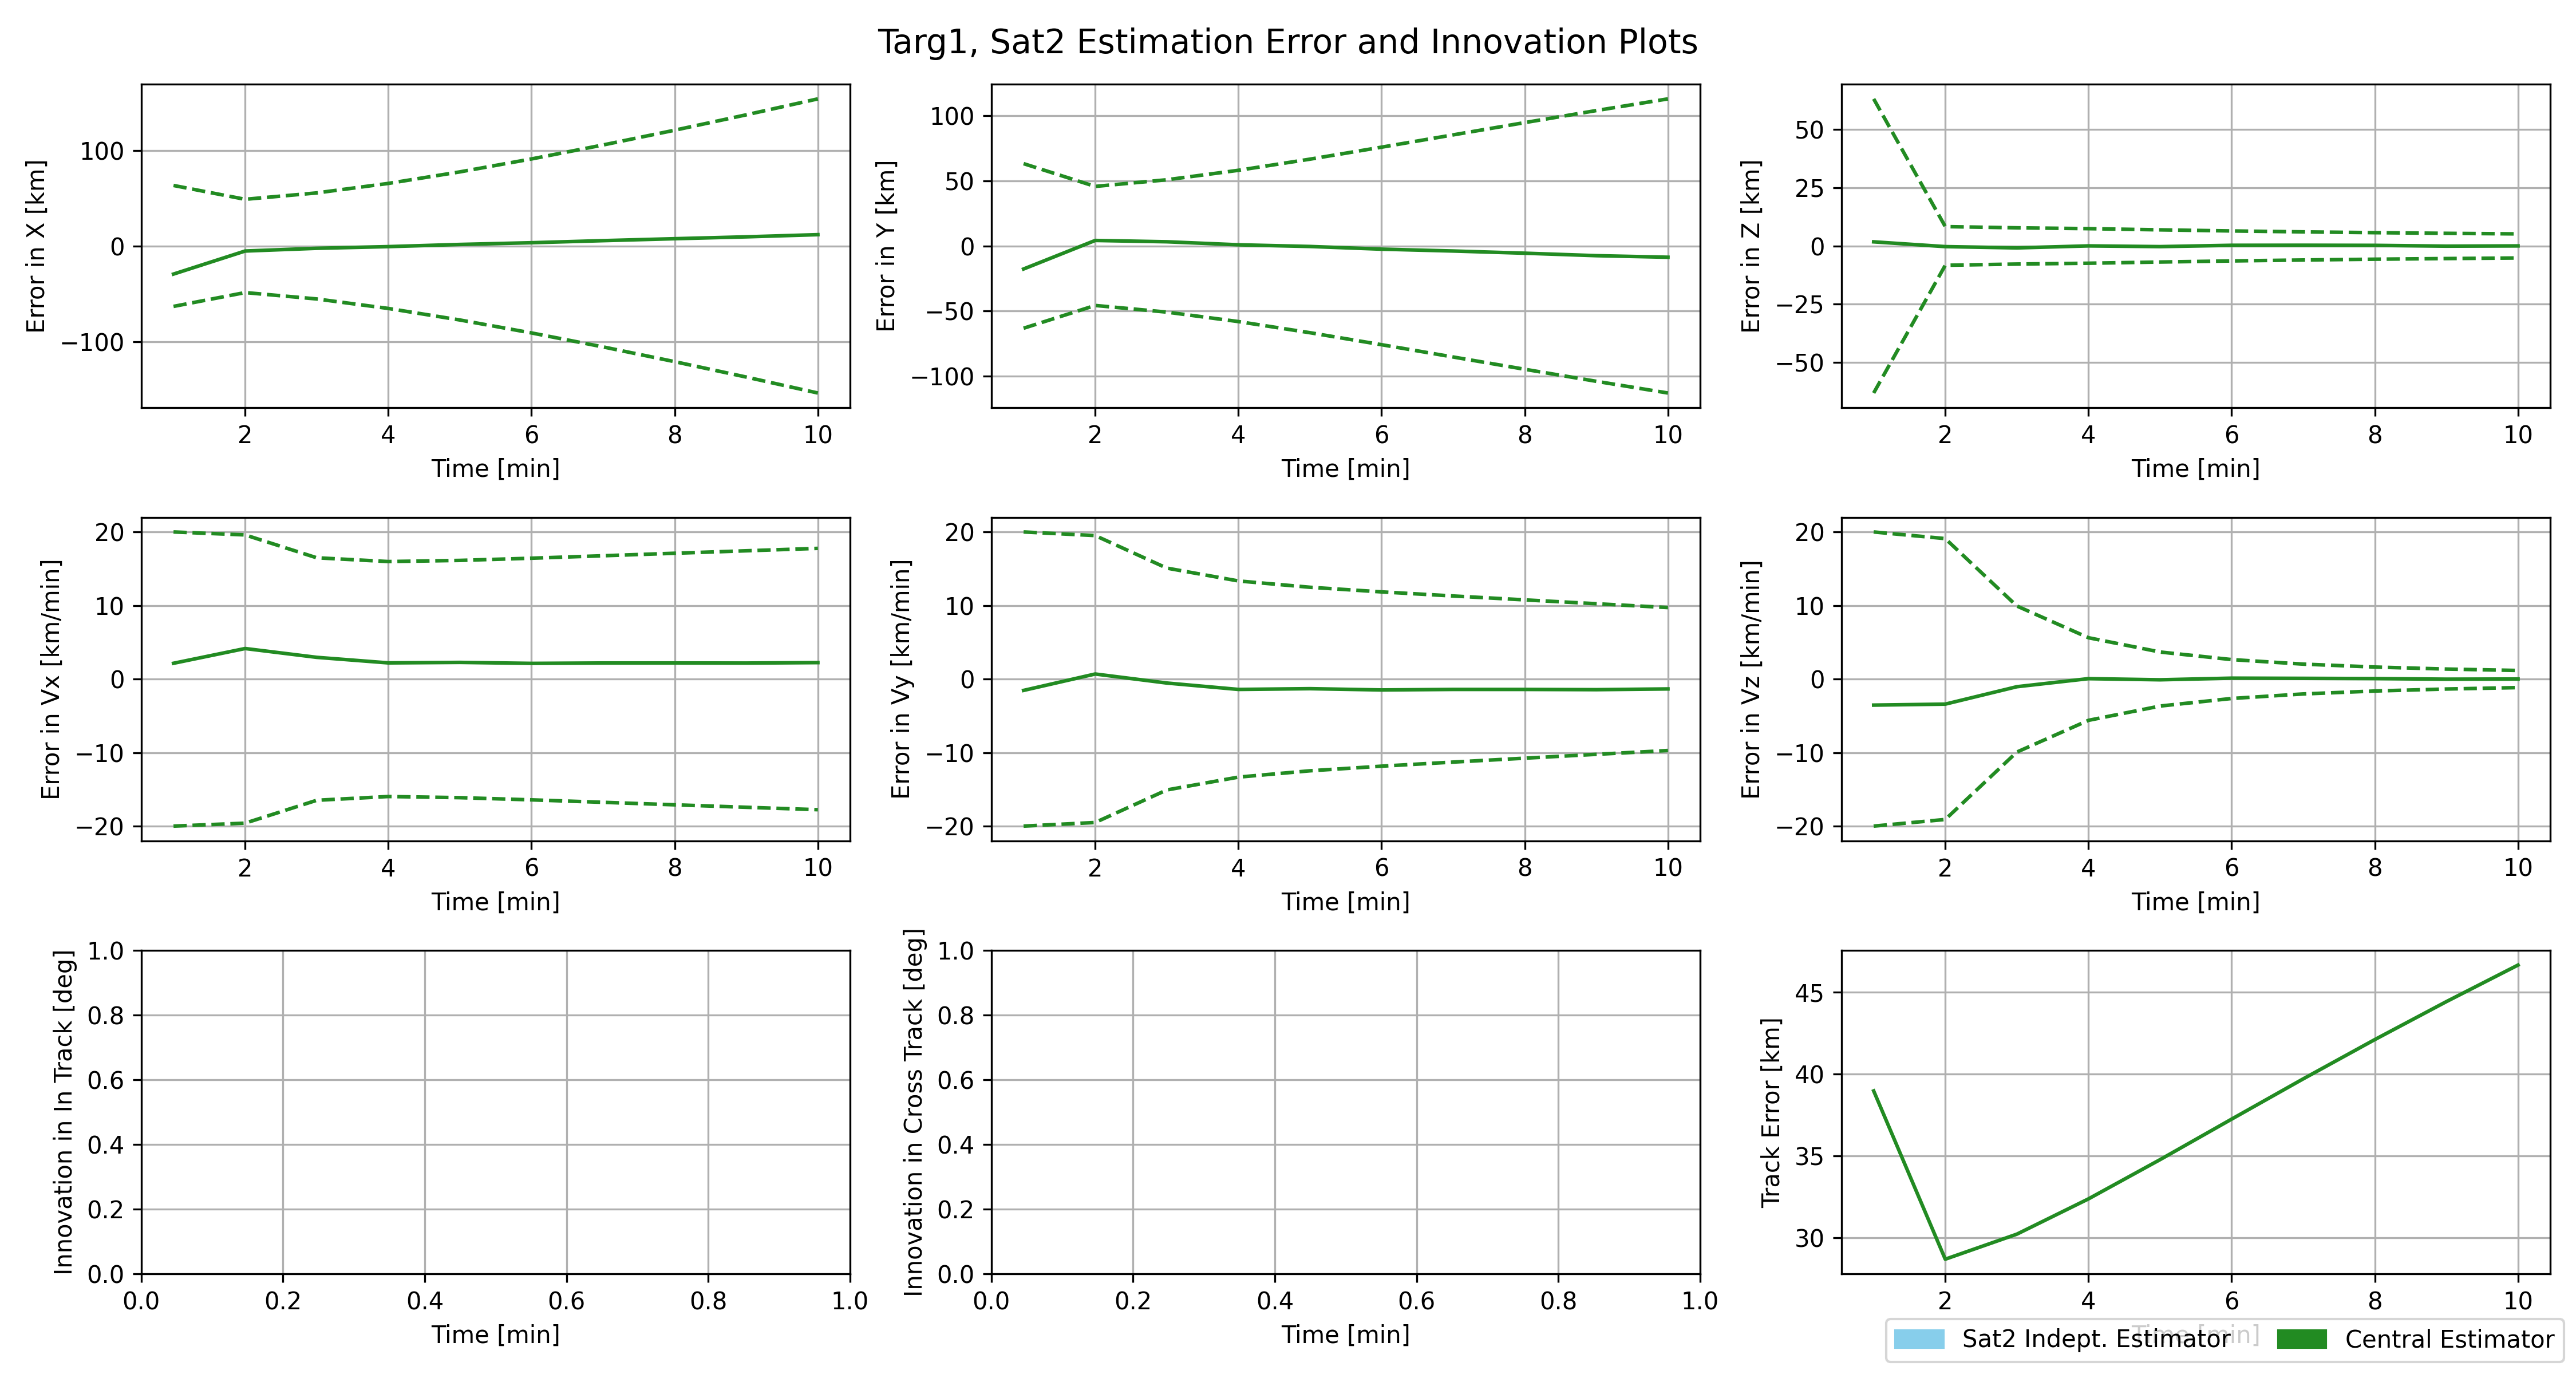 Targ1, Sat2 Estimation Error and Innovation Plots
Error in X [km]
100
0
−100
2 4 6 8 10
Time [min]
Error in Y [km]
100
50
0
−50
−100
2 4 6 8 10
Time [min]
Error in Z [km]
50
25
0
−25
−50
2 4 6 8 10
Time [min]
Error in Vx [km/min]
20
10
0
−10
−20
2 4 6 8 10
Time [min]
Error in Vy [km/min]
20
10
0
−10
−20
2 4 6 8 10
Time [min]
Error in Vz [km/min]
20
10
0
−10
−20
2 4 6 8 10
Time [min]
Innovation in In Track [deg]
1.0
0.8
0.6
0.4
0.2
0.0
0.0 0.2 0.4 0.6 0.8 1.0
Time [min]
Innovation in Cross Track [deg]
1.0
0.8
0.6
0.4
0.2
0.0
0.0 0.2 0.4 0.6 0.8 1.0
Time [min]
Track Error [km]
45
40
35
30
2 4 6 8 10
Time [min]
Sat2 Indept. Estimator
Central Estimator